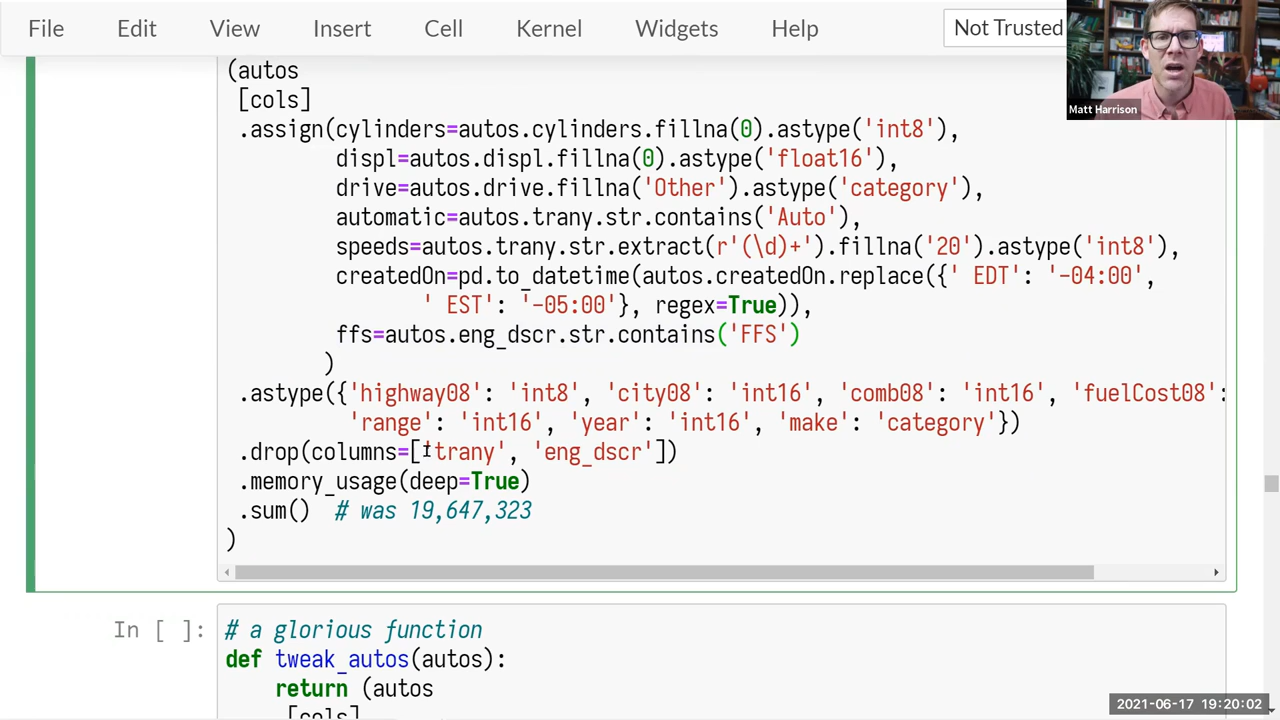 File Edit View Insert Cell Kernel Widgets Help Not Trusted
Matt Harrison
(autos
[cols]
.assign(cylinders=autos.cylinders.fillna(0).astype('int8'),
displ=autos.displ.fillna(0).astype('float16'),
drive=autos.drive.fillna('Other').astype('category'),
automatic=autos.trany.str.contains('Auto'),
speeds=autos.trany.str.extract(r'(\d)+').fillna('20').astype('int8'),
createdOn=pd.to_datetime(autos.createdOn.replace({' EDT': '-04:00',
' EST': '-05:00'}, regex=True)),
ffs=autos.eng_dscr.str.contains('FFS')
)
.astype({'highway08': 'int8', 'city08': 'int16', 'comb08': 'int16', 'fuelCost08':
'range': 'int16', 'year': 'int16', 'make': 'category'})
.drop(columns=['trany', 'eng_dscr'])
.memory_usage(deep=True)
.sum() # was 19,647,323
)
In [ ]: # a glorious function
def tweak_autos(autos):
return (autos
[cols]
2021-06-17 19:20:02